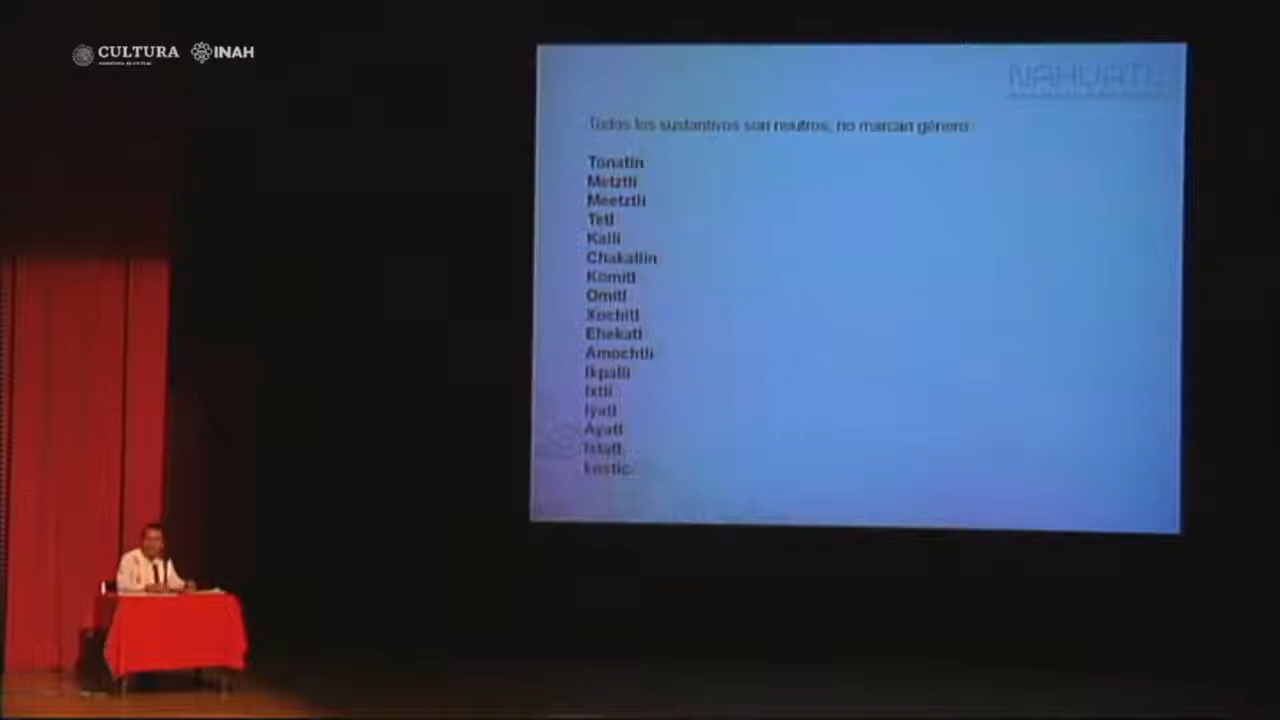 CULTURA INAH
NAHUATL
Todos los sustantivos son neutros, no marcan género
Tonatin
Metztli
Meetztli
Tetl
Kalli
Chakallin
Komitl
Omitl
Xochitl
Ehekatl
Amochtli
Ikpalli
Ixtli
Iyatl
Ayatl
Istatl